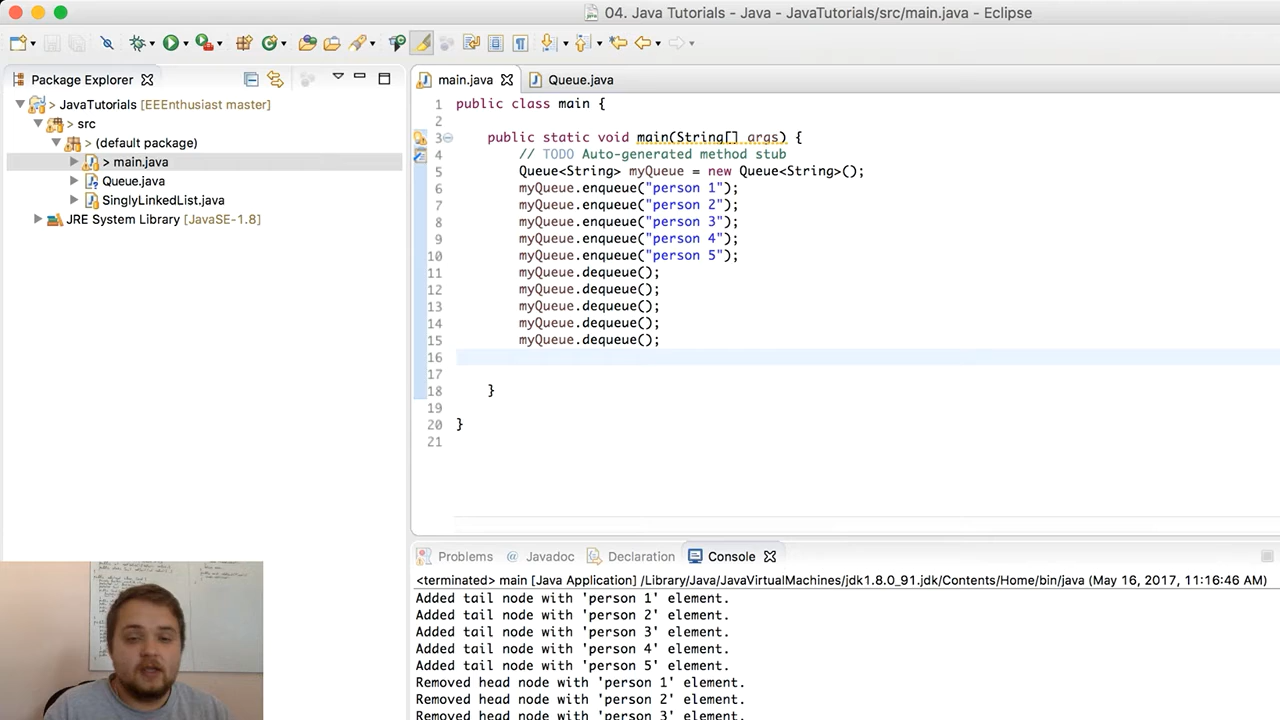 04. Java Tutorials - Java - JavaTutorials/src/main.java - Eclipse
Package Explorer
> JavaTutorials [EEEnthusiast master]
> src
> (default package)
> main.java
Queue.java
SinglyLinkedList.java
JRE System Library [JavaSE-1.8]
main.java
Queue.java
1 public class main {
2
3 public static void main(String[] args) {
4 // TODO Auto-generated method stub
5 Queue<String> myQueue = new Queue<String>();
6 myQueue.enqueue("person 1");
7 myQueue.enqueue("person 2");
8 myQueue.enqueue("person 3");
9 myQueue.enqueue("person 4");
10 myQueue.enqueue("person 5");
11 myQueue.dequeue();
12 myQueue.dequeue();
13 myQueue.dequeue();
14 myQueue.dequeue();
15 myQueue.dequeue();
16
17
18 }
19
20 }
21
Problems @ Javadoc Declaration Console
<terminated> main [Java Application] /Library/Java/JavaVirtualMachines/jdk1.8.0_91.jdk/Contents/Home/bin/java (May 16, 2017, 11:16:46 AM)
Added tail node with 'person 1' element.
Added tail node with 'person 2' element.
Added tail node with 'person 3' element.
Added tail node with 'person 4' element.
Added tail node with 'person 5' element.
Removed head node with 'person 1' element.
Removed head node with 'person 2' element.
Removed head node with 'person 3' element.